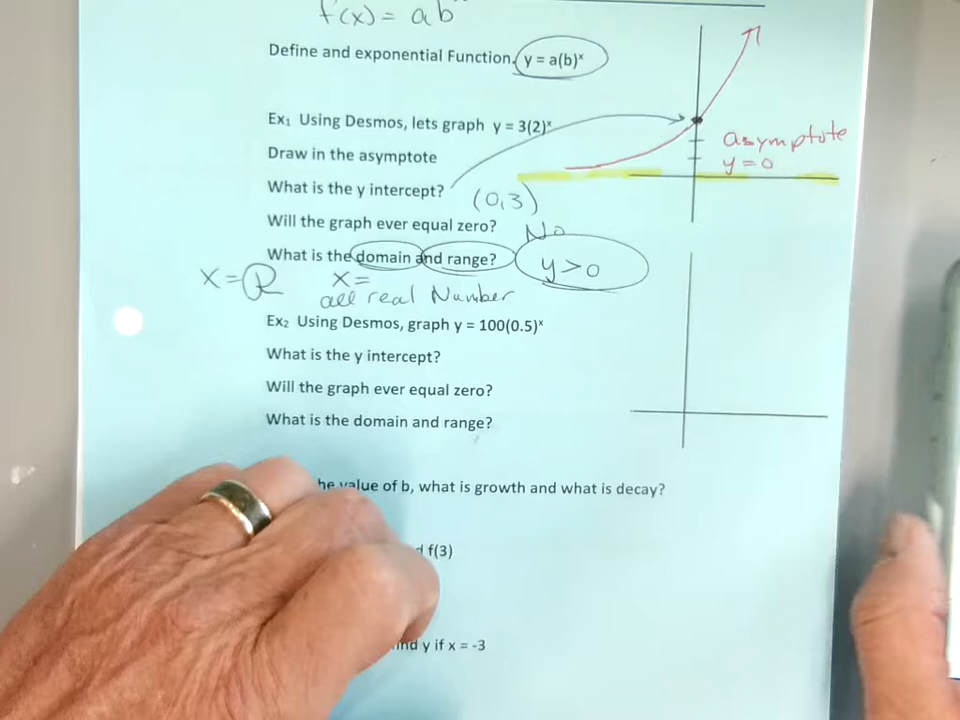 f(x) = ab
Define and exponential Function. y = a(b)ˣ
Ex₁ Using Desmos, lets graph y = 3(2)ˣ
Draw in the asymptote
asymptote
y = 0
What is the y intercept? (0,3)
Will the graph ever equal zero? No
What is the domain and range? y > 0
x = ℝ x =
all real Number
Ex₂ Using Desmos, graph y = 100(0.5)ˣ
What is the y intercept?
Will the graph ever equal zero?
What is the domain and range?
value of b, what is growth and what is decay?
f(3)
y if x = -3